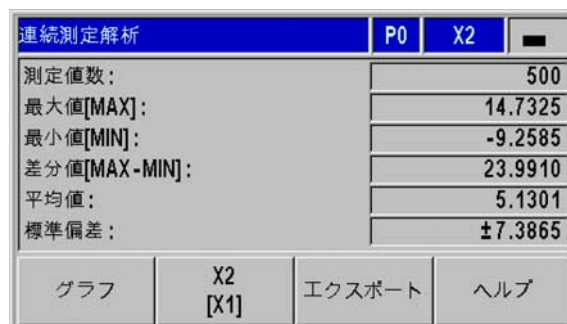 連続測定解析 P0 X2
測定値数: 500
最大値[MAX]: 14.7325
最小値[MIN]: -9.2585
差分値[MAX-MIN]: 23.9910
平均値: 5.1301
標準偏差: ±7.3865
グラフ X2 エクスポート ヘルプ
[X1]